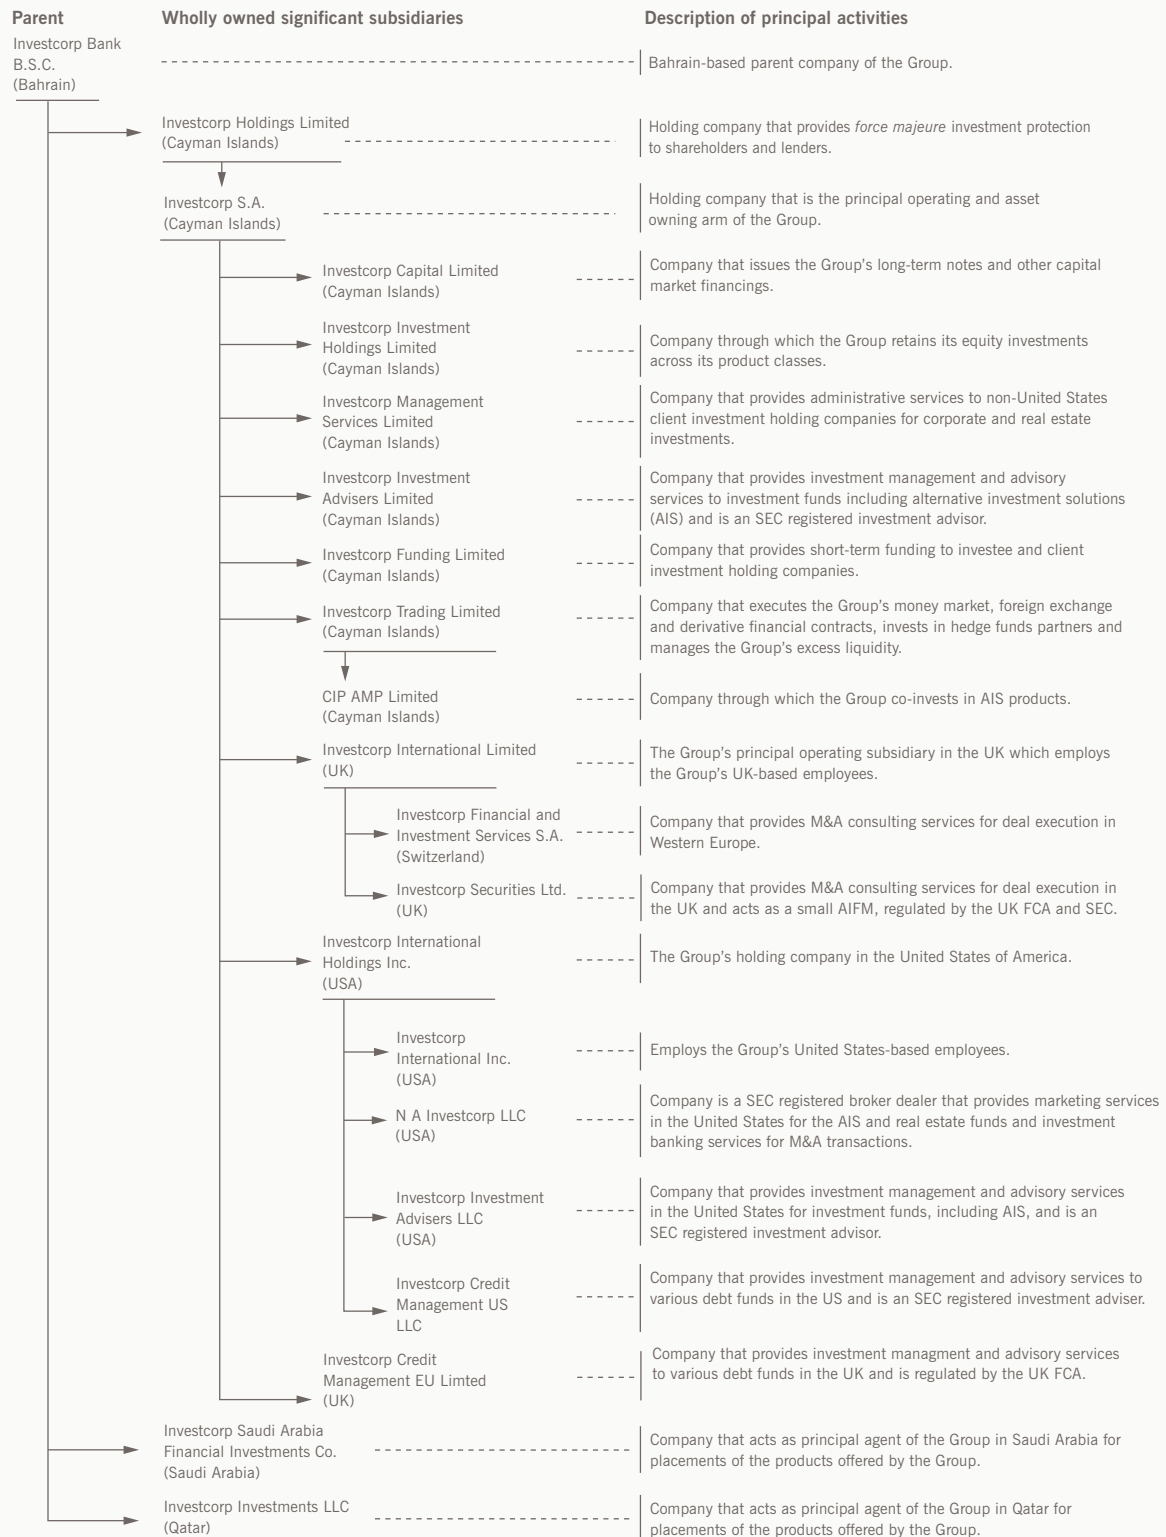 Parent Wholly owned significant subsidiaries Description of principal activities
Investcorp Bank
B.S.C.
(Bahrain)
Bahrain-based parent company of the Group.
Investcorp Holdings Limited
(Cayman Islands)
Holding company that provides force majeure investment protection
to shareholders and lenders.
Investcorp S.A.
(Cayman Islands)
Holding company that is the principal operating and asset
owning arm of the Group.
Investcorp Capital Limited
(Cayman Islands)
Company that issues the Group's long-term notes and other capital
market financings.
Investcorp Investment
Holdings Limited
(Cayman Islands)
Company through which the Group retains its equity investments
across its product classes.
Investcorp Management
Services Limited
(Cayman Islands)
Company that provides administrative services to non-United States
client investment holding companies for corporate and real estate
investments.
Investcorp Investment
Advisers Limited
(Cayman Islands)
Company that provides investment management and advisory
services to investment funds including alternative investment solutions
(AIS) and is an SEC registered investment advisor.
Investcorp Funding Limited
(Cayman Islands)
Company that provides short-term funding to investee and client
investment holding companies.
Investcorp Trading Limited
(Cayman Islands)
Company that executes the Group's money market, foreign exchange
and derivative financial contracts, invests in hedge funds partners and
manages the Group's excess liquidity.
CIP AMP Limited
(Cayman Islands)
Company through which the Group co-invests in AIS products.
Investcorp International Limited
(UK)
The Group's principal operating subsidiary in the UK which employs
the Group's UK-based employees.
Investcorp Financial and
Investment Services S.A.
(Switzerland)
Company that provides M&A consulting services for deal execution in
Western Europe.
Investcorp Securities Ltd.
(UK)
Company that provides M&A consulting services for deal execution in
the UK and acts as a small AIFM, regulated by the UK FCA and SEC.
Investcorp International
Holdings Inc.
(USA)
The Group's holding company in the United States of America.
Investcorp
International Inc.
(USA)
Employs the Group's United States-based employees.
N A Investcorp LLC
(USA)
Company is a SEC registered broker dealer that provides marketing services
in the United States for the AIS and real estate funds and investment
banking services for M&A transactions.
Investcorp Investment
Advisers LLC
(USA)
Company that provides investment management and advisory services
in the United States for investment funds, including AIS, and is an
SEC registered investment advisor.
Investcorp Credit
Management US
LLC
Company that provides investment management and advisory services to
various debt funds in the US and is an SEC registered investment adviser.
Investcorp Credit
Management EU Limted
(UK)
Company that provides investment managment and advisory services
to various debt funds in the UK and is regulated by the UK FCA.
Investcorp Saudi Arabia
Financial Investments Co.
(Saudi Arabia)
Company that acts as principal agent of the Group in Saudi Arabia for
placements of the products offered by the Group.
Investcorp Investments LLC
(Qatar)
Company that acts as principal agent of the Group in Qatar for
placements of the products offered by the Group.